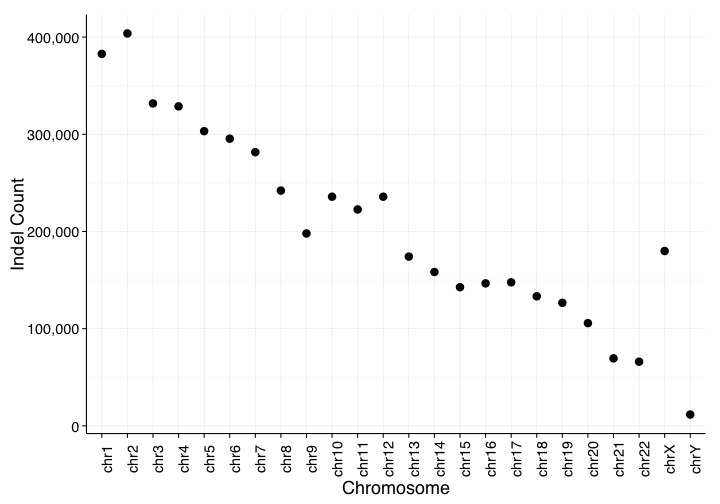 400,000
300,000
200,000
100,000
0
Indel Count
chr1 chr2 chr3 chr4 chr5 chr6 chr7 chr8 chr9 chr10 chr11 chr12 chr13 chr14 chr15 chr16 chr17 chr18 chr19 chr20 chr21 chr22 chrX chrY
Chromosome